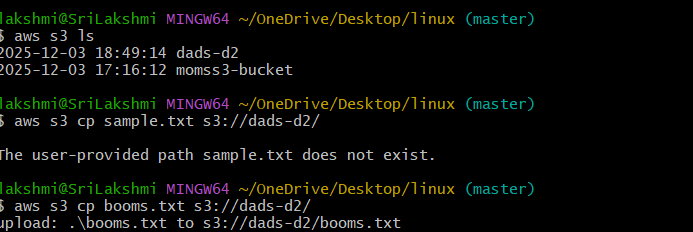 lakshmi@SriLakshmi MINGW64 ~/OneDrive/Desktop/linux (master)
$ aws s3 ls
2025-12-03 18:49:14 dads-d2
2025-12-03 17:16:12 momss3-bucket
lakshmi@SriLakshmi MINGW64 ~/OneDrive/Desktop/linux (master)
$ aws s3 cp sample.txt s3://dads-d2/
The user-provided path sample.txt does not exist.
lakshmi@SriLakshmi MINGW64 ~/OneDrive/Desktop/linux (master)
$ aws s3 cp booms.txt s3://dads-d2/
upload: .\booms.txt to s3://dads-d2/booms.txt